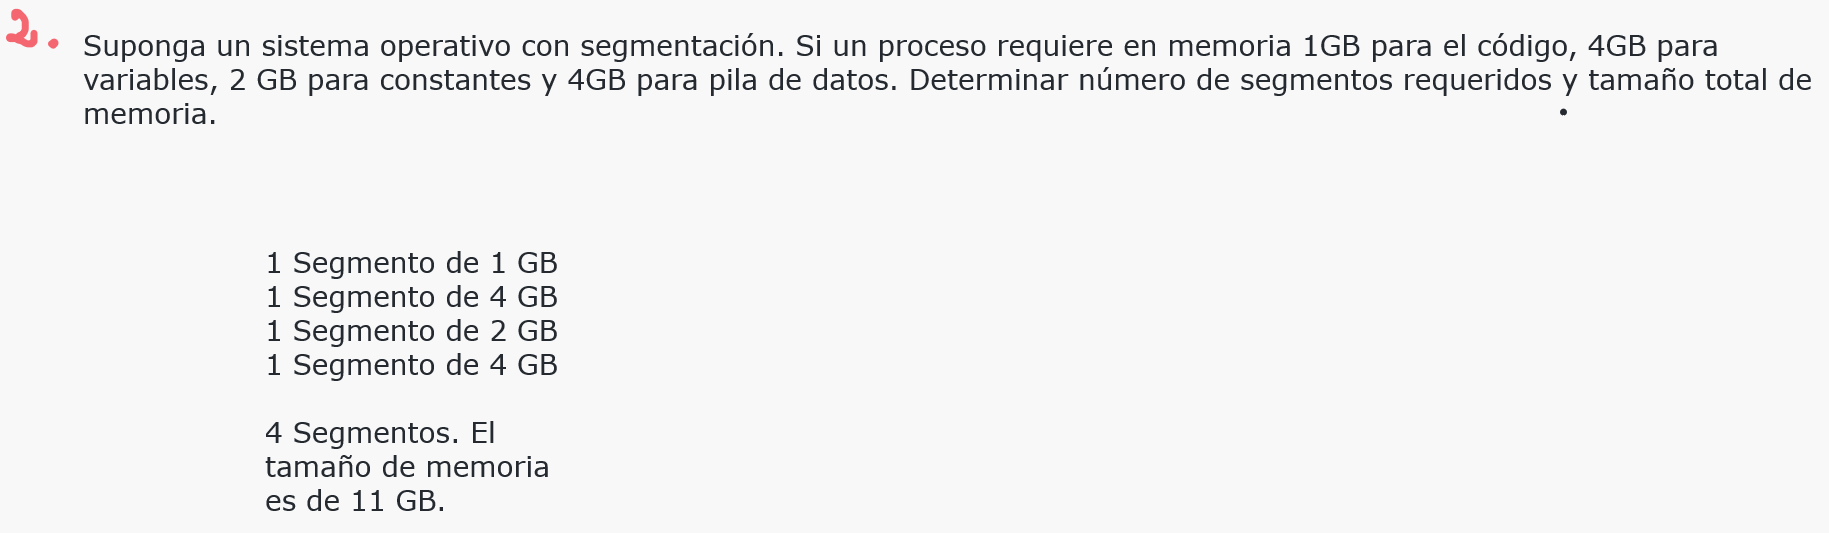 2.
Suponga un sistema operativo con segmentación. Si un proceso requiere en memoria 1GB para el código, 4GB para
variables, 2 GB para constantes y 4GB para pila de datos. Determinar número de segmentos requeridos y tamaño total de
memoria.
1 Segmento de 1 GB
1 Segmento de 4 GB
1 Segmento de 2 GB
1 Segmento de 4 GB
4 Segmentos. El
tamaño de memoria
es de 11 GB.